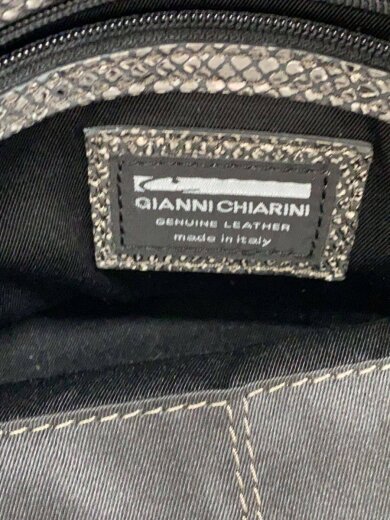 GIANNI CHIARINI
GENUINE LEATHER
made in italy